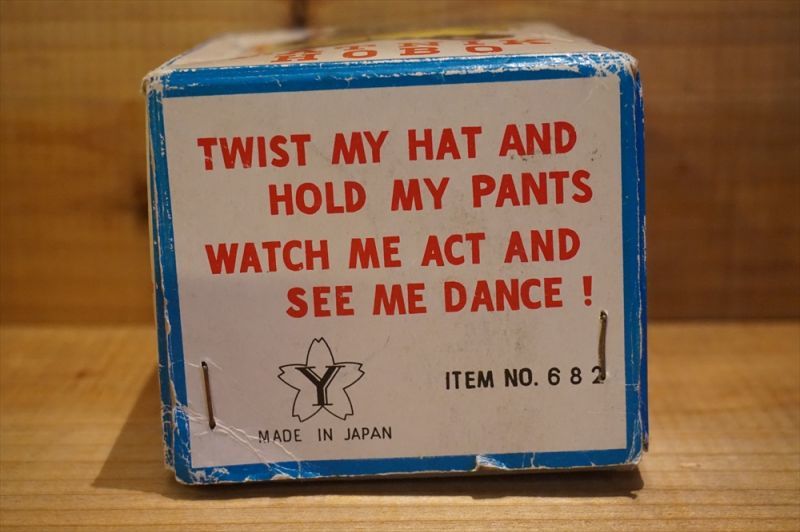 HOBO
TWIST MY HAT AND
HOLD MY PANTS
WATCH ME ACT AND
SEE ME DANCE !
Y
ITEM NO. 682
MADE IN JAPAN